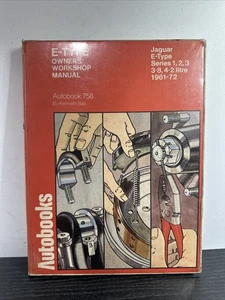 E-TYPE
OWNERS
WORKSHOP
MANUAL
Autobook 756
By Kenneth Ball
Jaguar
E-Type
Series 1, 2, 3
3·8, 4·2 litre
1961-72
Autobooks